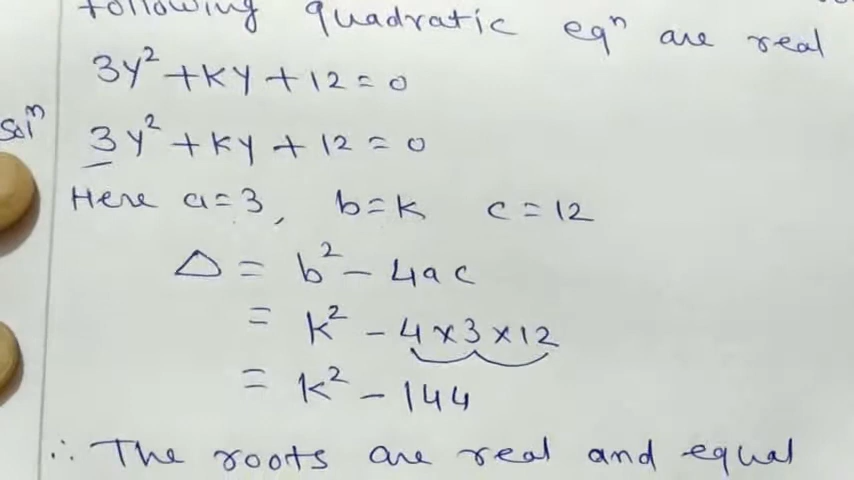 following quadratic eqⁿ are real
3y² + ky + 12 = 0
Solⁿ 3y² + ky + 12 = 0
Here a = 3, b = k c = 12
△ = b² - 4ac
= k² - 4 × 3 × 12
= k² - 144
∴ The roots are real and equal